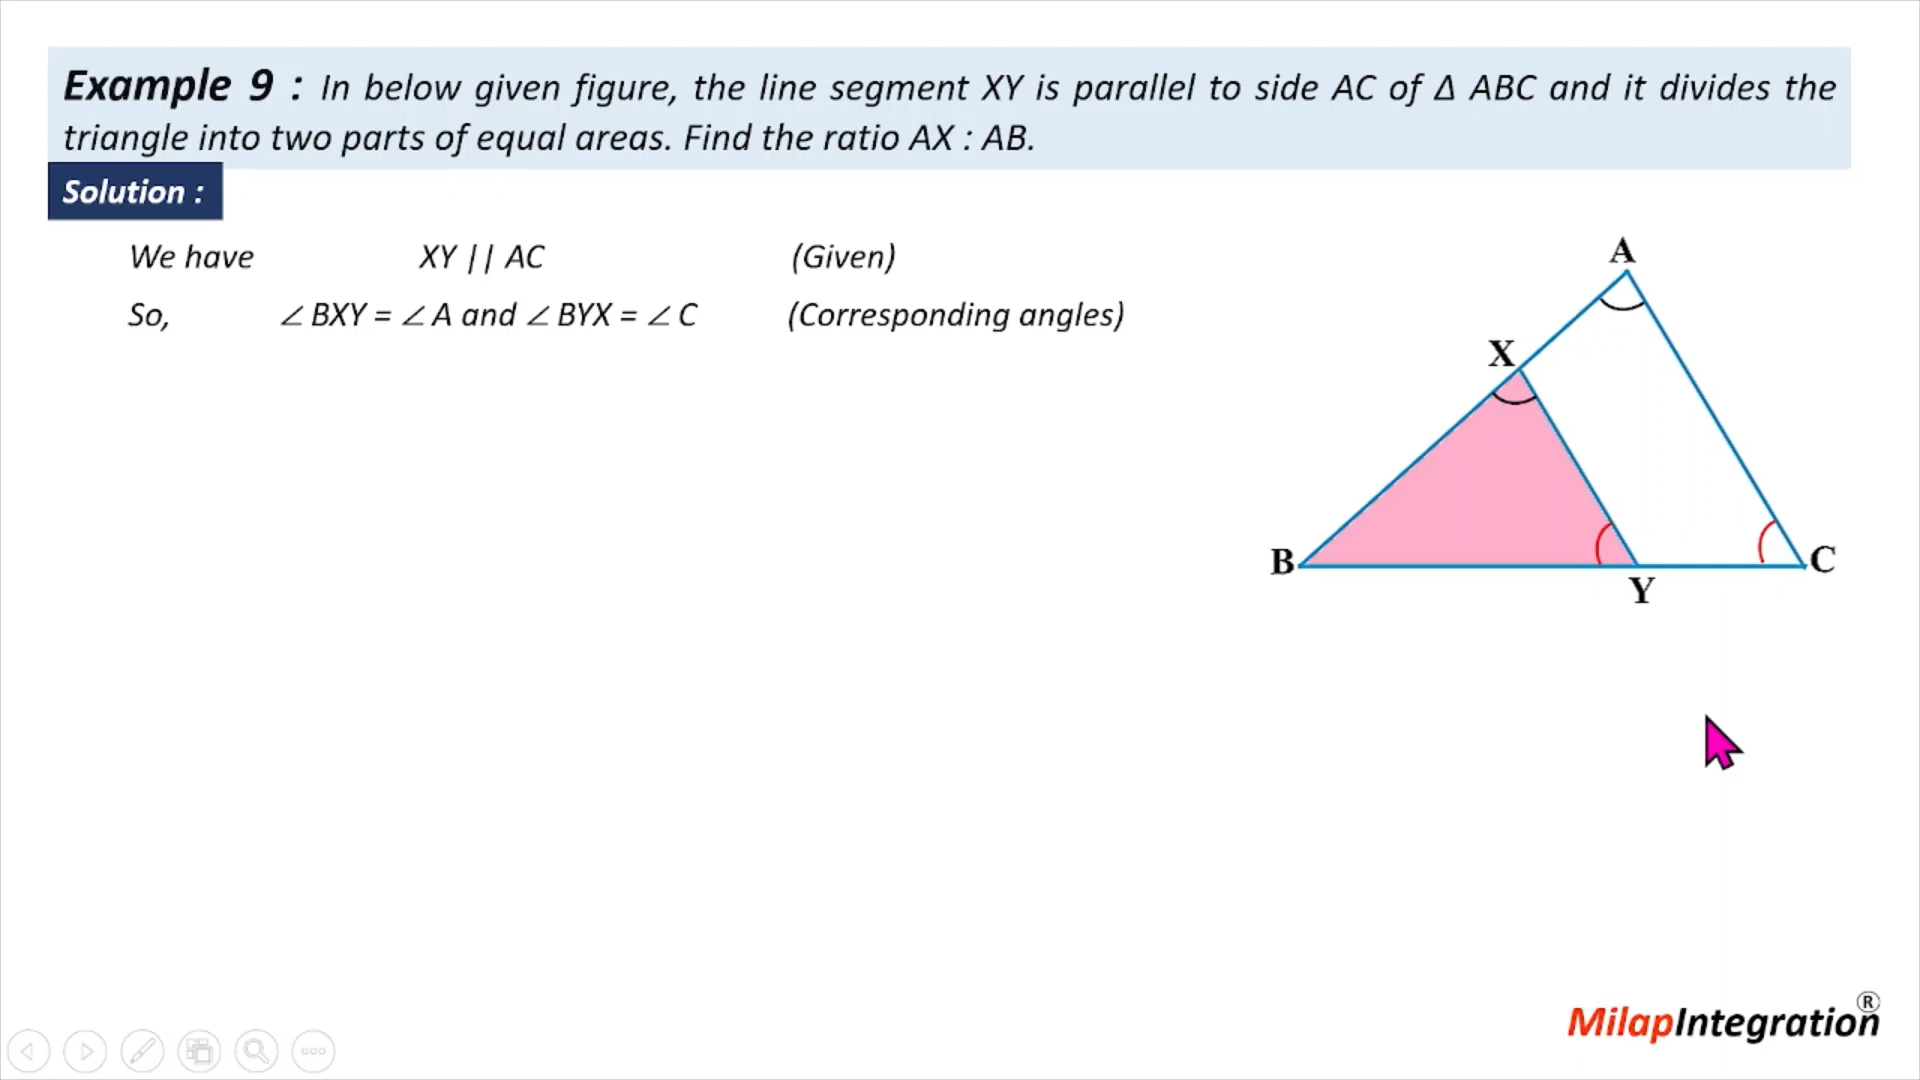 Example 9 : In below given figure, the line segment XY is parallel to side AC of Δ ABC and it divides the
triangle into two parts of equal areas. Find the ratio AX : AB.
Solution :
We have XY || AC (Given)
So, ∠BXY = ∠A and ∠BYX = ∠C (Corresponding angles)
A
X
B
C
Y
MilapIntegration®